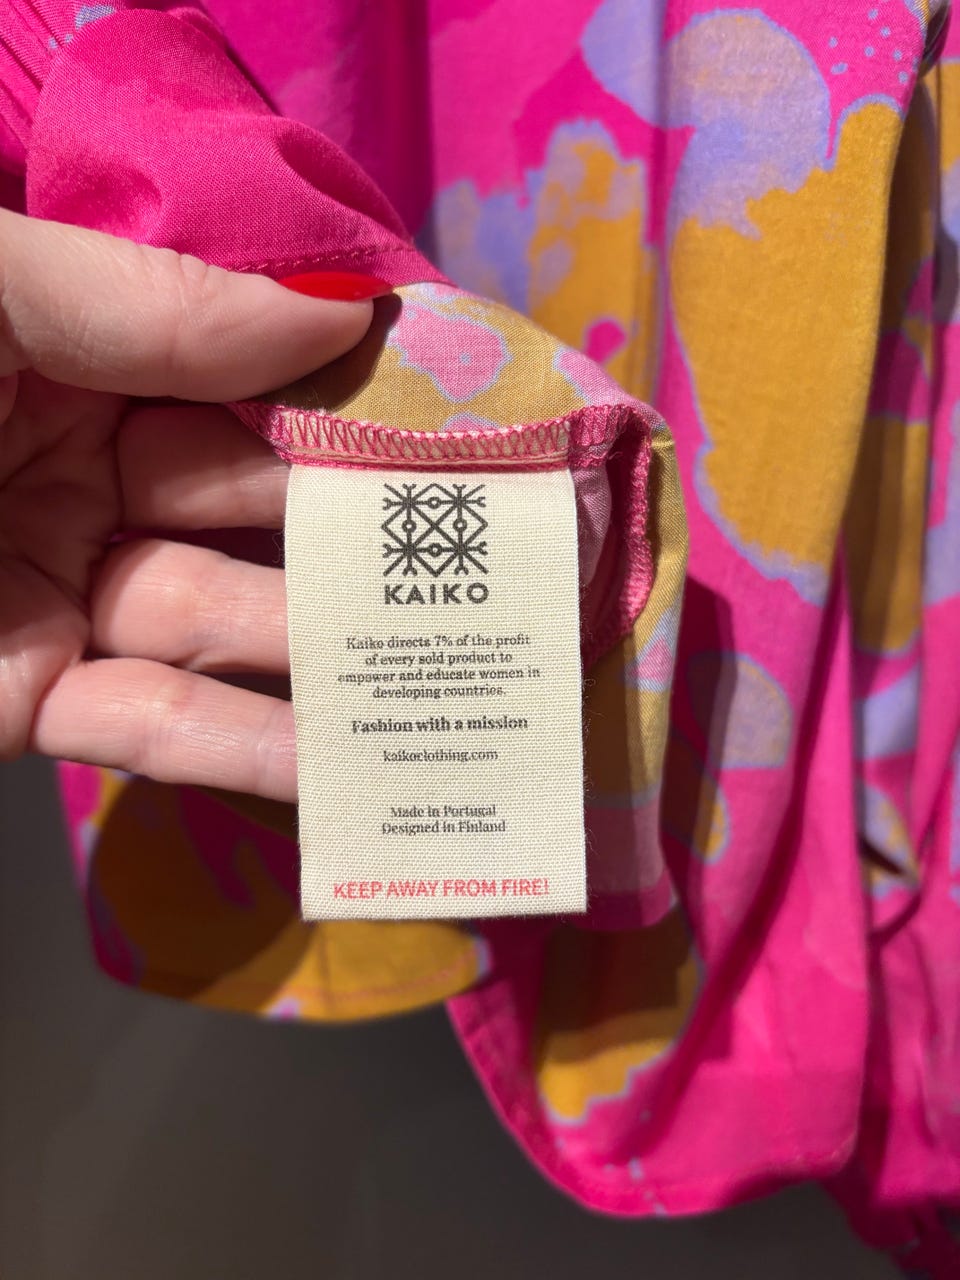 KAIKO
Kaiko directs 7% of the profit
of every sold product to
empower and educate women in
developing countries.
Fashion with a mission
kaikoclothing.com
Made in Portugal
Designed in Finland
KEEP AWAY FROM FIRE!